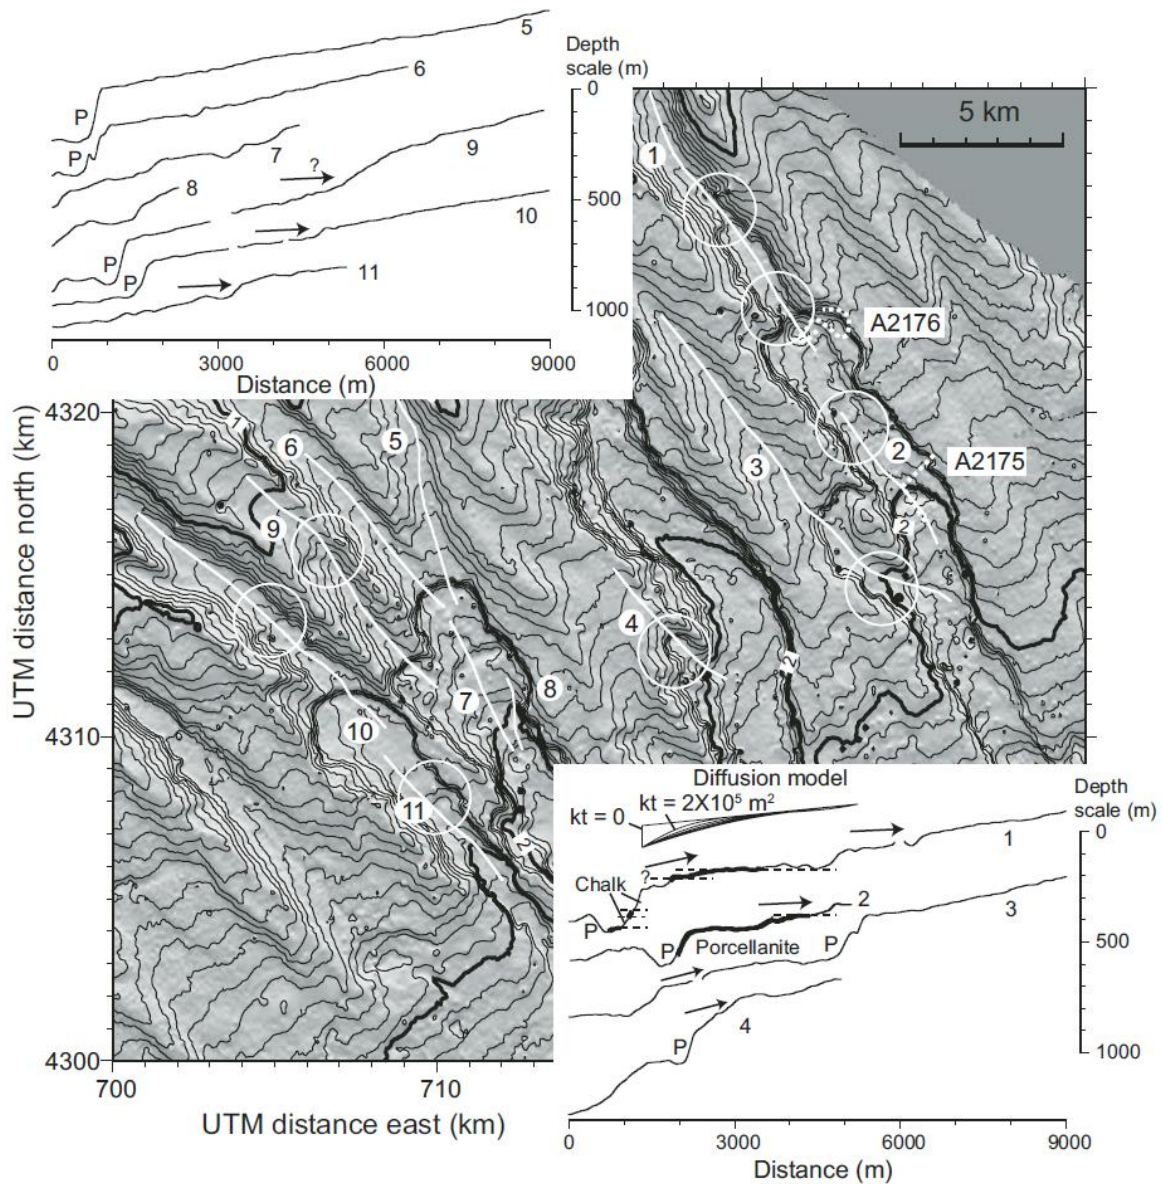 5
Depth
scale (m)
6
0
P
P
7
9
?
8
500
10
P
P
11
1000
0 3000 6000 9000
Distance (m)
5 km
1
A2176
4320
1
6
5
3
2
A2175
9
2
UTM distance north (km)
4
2
7
8
4310
10
11
2
4300
700 710
UTM distance east (km)
Diffusion model
kt = 2X10⁵ m²
kt = 0
Depth
scale (m)
0
1
?
Chalk
2
3
P
P
Porcellanite
P
500
4
P
1000
0 3000 6000 9000
Distance (m)